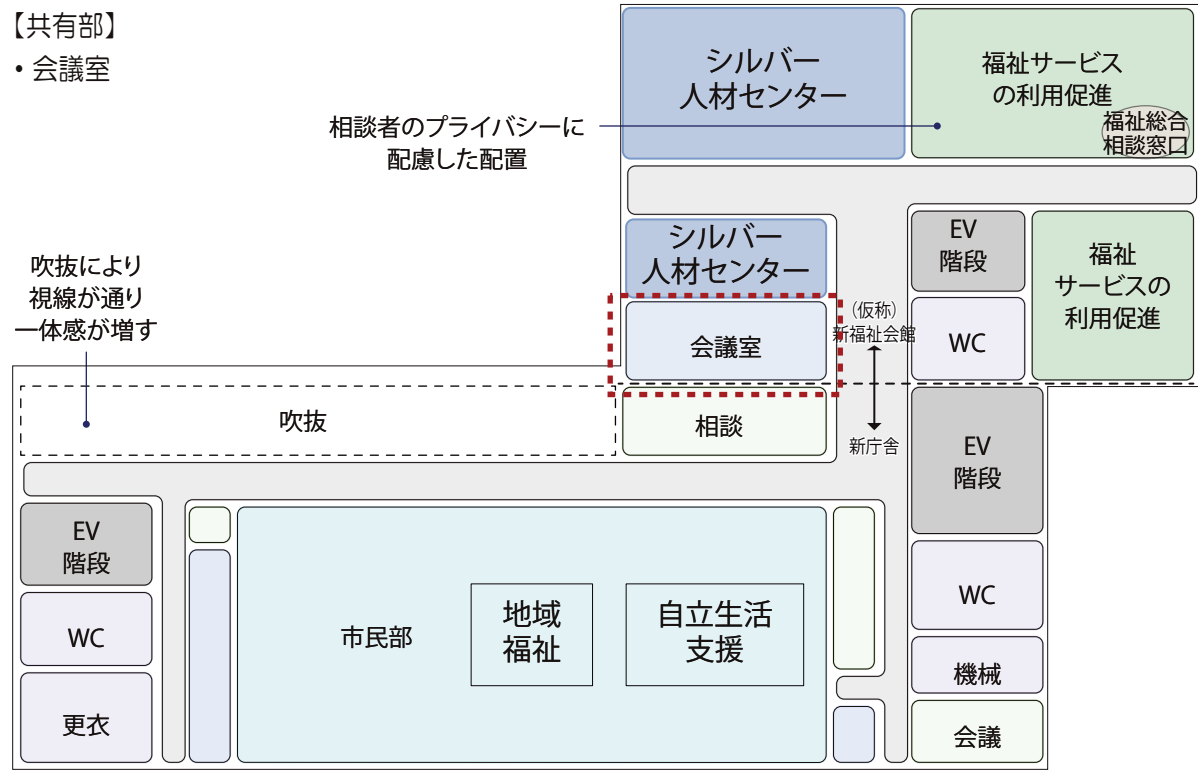 【共有部】
・会議室
シルバー
人材センター
福祉サービス
の利用促進
福祉総合
相談窓口
相談者のプライバシーに
配慮した配置
シルバー
人材センター
EV
階段
福祉
サービスの
利用促進
吹抜により
視線が通り
一体感が増す
会議室
（仮称）
新福祉会館
WC
吹抜
相談
新庁舎
EV
階段
EV
階段
WC
市民部
地域
福祉
自立生活
支援
WC
機械
更衣
会議